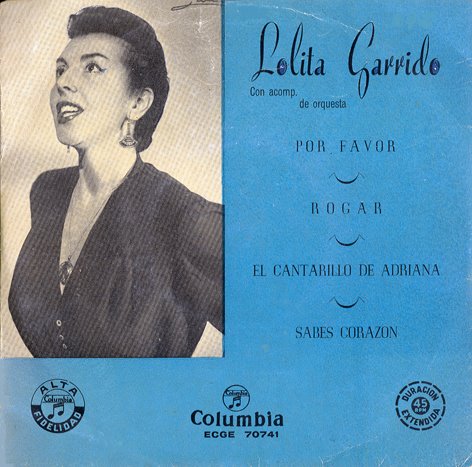 Lolita Garrido
Con acomp.
de orquesta
POR FAVOR
ROGAR
EL CANTARILLO DE ADRIANA
SABES CORAZON
ALTA
Columbia
FIDELIDAD
Columbia
Columbia
ECGE 70741
DURACION
45
RPM
EXTENDIDA